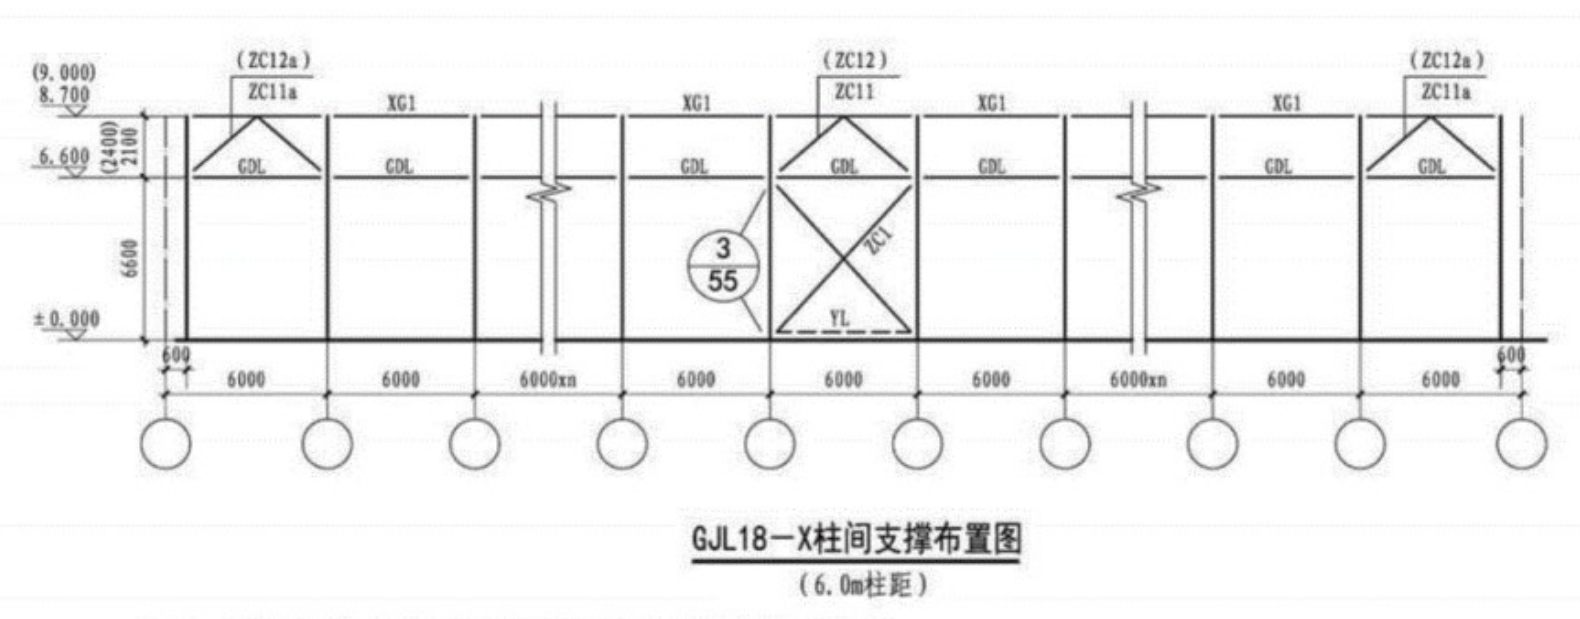 (ZC12a) (ZC12) (ZC12a)
(9.000)
8.700 ZC11a ZC11 ZC11a
XG1 XG1 XG1 XG1
(2400)
2100
6.600 GDL GDL GDL GDL GDL GDL GDL
3
55
ZC1
6600
±0.000 YL
600 600
6000 6000 6000xn 6000 6000 6000 6000xn 6000 6000
GJL18-X柱间支撑布置图
(6.0m柱距)